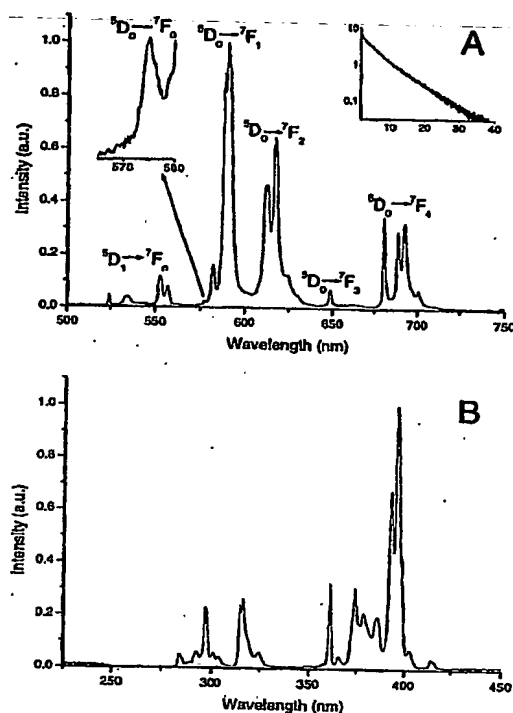 ⁵D₀→⁷F₀ ⁵D₀→⁷F₁ A
1.0 10
0.8 1
⁵D₀→⁷F₂
0.6 0.1
570 580 10 20 30 40
0.4 ⁵D₀→⁷F₄
0.2 ⁵D₁→⁷Fₙ ⁵D₀→⁷F₃
0.0
500 550 600 650 700 750
Wavelength (nm)
Intensity (a.u.)
B
1.0
0.8
0.6
0.4
0.2
0.0
250 300 350 400 450
Wavelength (nm)
Intensity (a.u.)